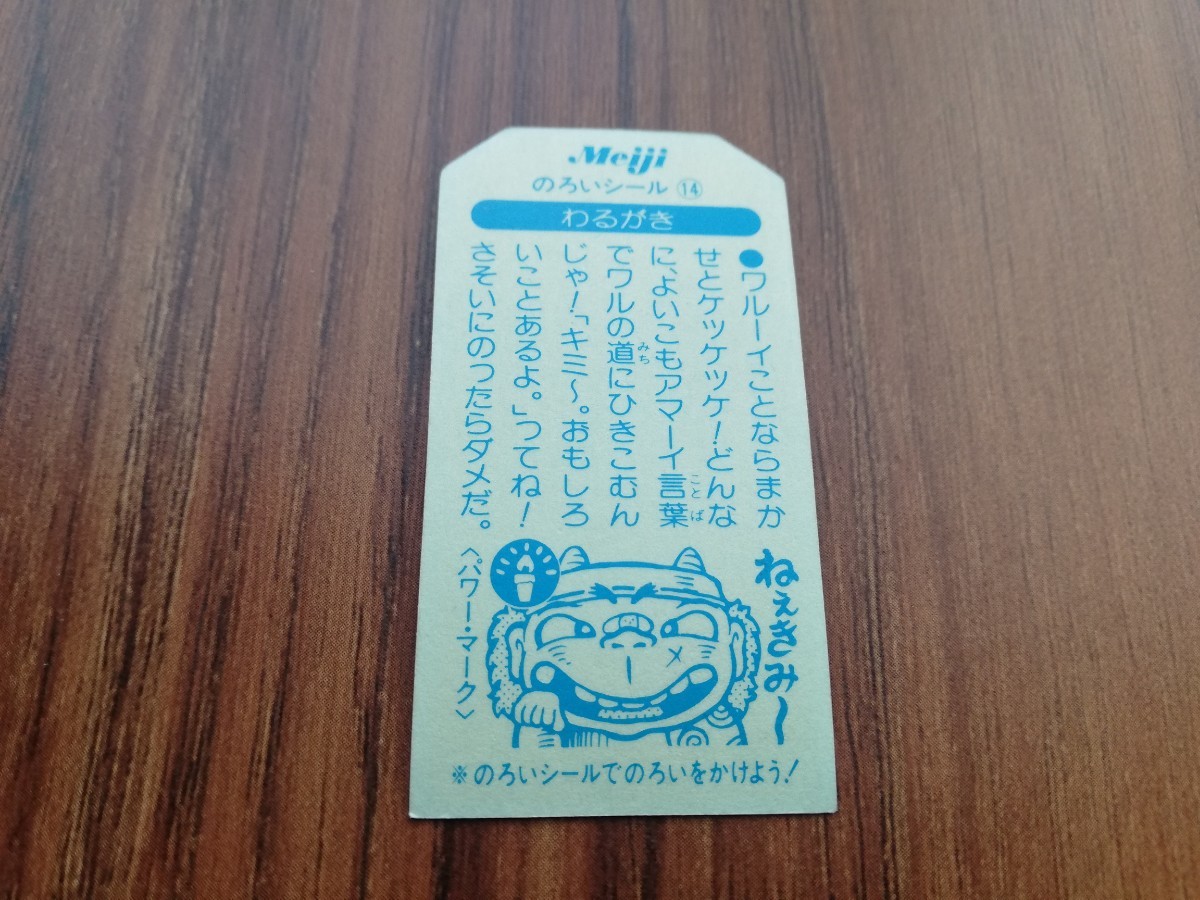 Meiji
のろいシール ⑭
わるがき
●ワルーイことならまか
せとケッケッケ!どんな
に、よいこもアマーイ言葉
ことば
でワルの道にひきこむん
みち
じゃ!「キミ〜。おもしろ
いことあるよ。」ってね!
さそいにのったらダメだ。
ねぇきみ〜
〈パワー・マーク〉
※のろいシールでのろいをかけよう!